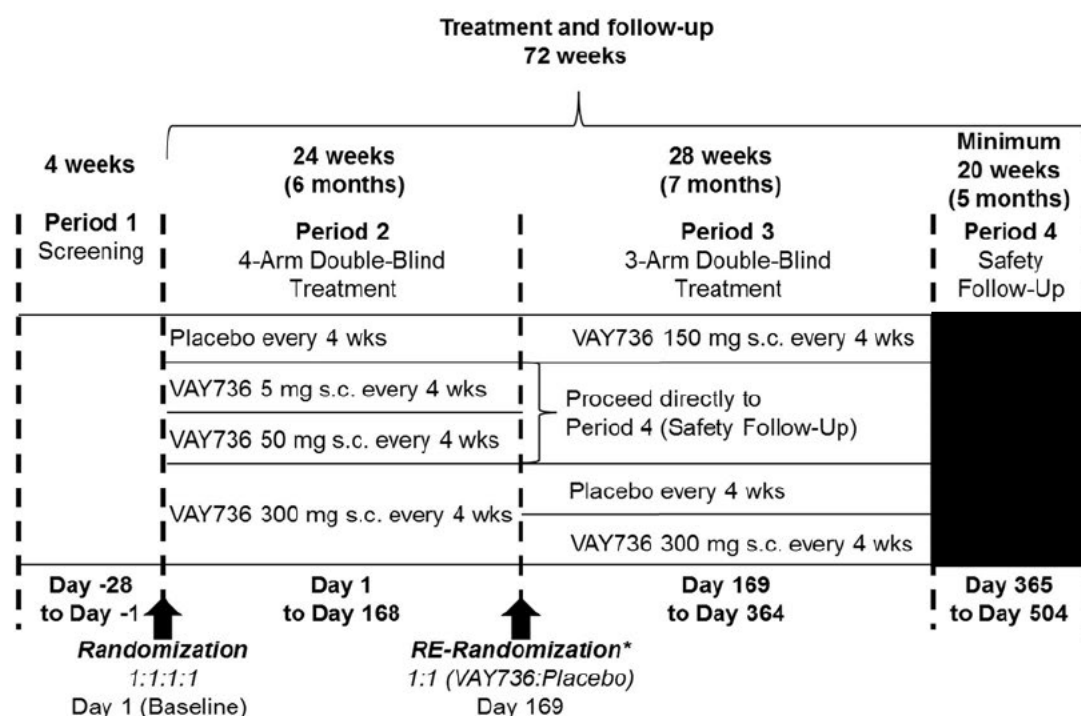 Treatment and follow-up
72 weeks
4 weeks
24 weeks
(6 months)
28 weeks
(7 months)
Minimum
20 weeks
(5 months)
Period 1
Screening
Period 2
4-Arm Double-Blind
Treatment
Period 3
3-Arm Double-Blind
Treatment
Period 4
Safety
Follow-Up
Placebo every 4 wks
VAY736 150 mg s.c. every 4 wks
VAY736 5 mg s.c. every 4 wks
VAY736 50 mg s.c. every 4 wks
Proceed directly to
Period 4 (Safety Follow-Up)
VAY736 300 mg s.c. every 4 wks
Placebo every 4 wks
VAY736 300 mg s.c. every 4 wks
Day -28
to Day -1
Day 1
to Day 168
Day 169
to Day 364
Day 365
to Day 504
Randomization
1:1:1:1
Day 1 (Baseline)
RE-Randomization*
1:1 (VAY736:Placebo)
Day 169